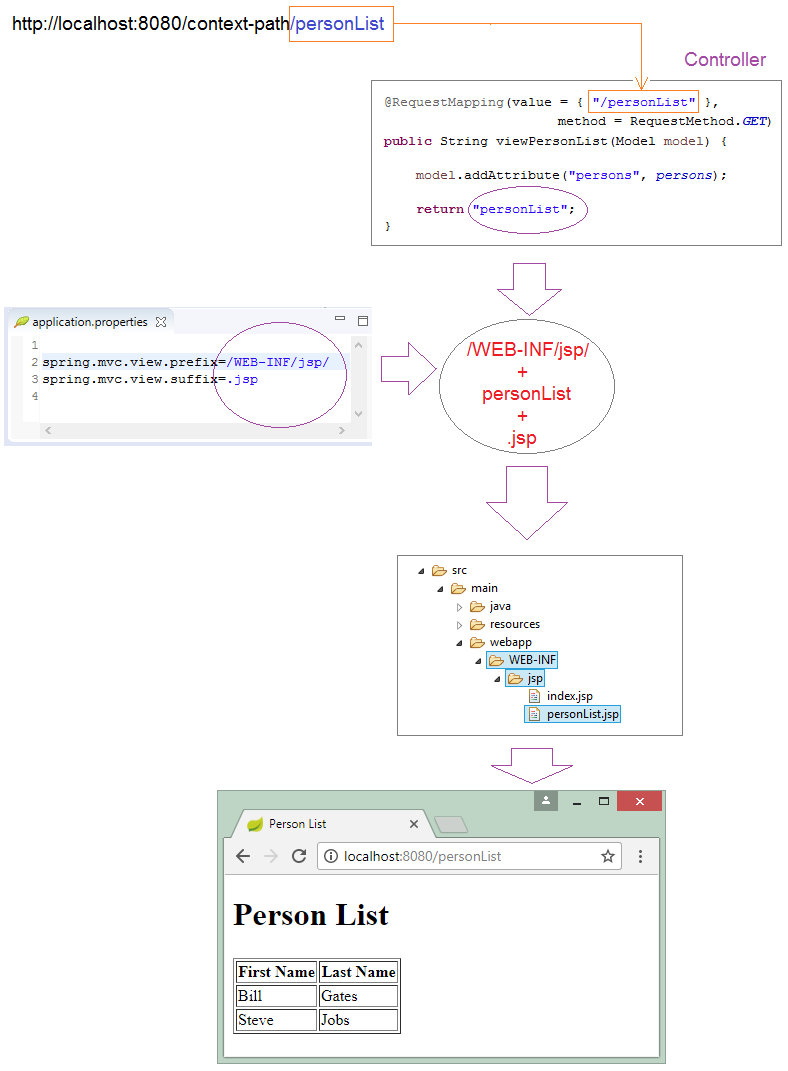 http://localhost:8080/context-path/personList
Controller
@RequestMapping(value = { "/personList" },
method = RequestMethod.GET)
public String viewPersonList(Model model) {
model.addAttribute("persons", persons);
return "personList";
}
application.properties
1
2 spring.mvc.view.prefix=/WEB-INF/jsp/
3 spring.mvc.view.suffix=.jsp
4
/WEB-INF/jsp/
+
personList
+
.jsp
src
main
java
resources
webapp
WEB-INF
jsp
index.jsp
personList.jsp
Person List
localhost:8080/personList
Person List
First Name Last Name
Bill Gates
Steve Jobs